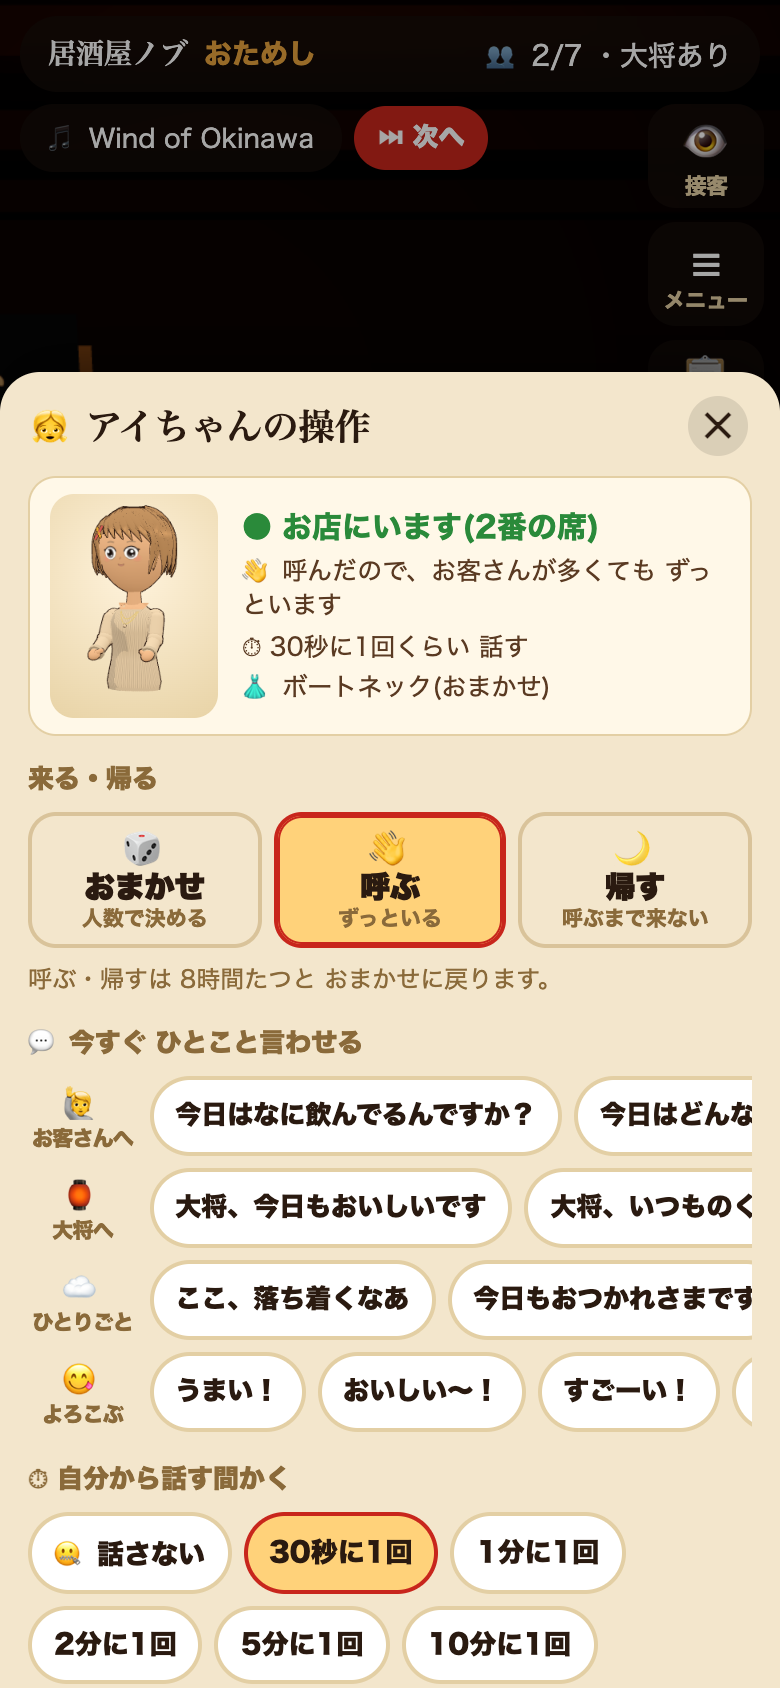 居酒屋ノブ おためし
2/7 ・大将あり
Wind of Okinawa
次へ
接客
メニュー
アイちゃんの操作
お店にいます(2番の席)
呼んだので、お客さんが多くても ずっ
といます
30秒に1回くらい 話す
ボートネック(おまかせ)
来る・帰る
おまかせ
人数で決める
呼ぶ
ずっといる
帰す
呼ぶまで来ない
呼ぶ・帰すは 8時間たつと おまかせに戻ります。
今すぐ ひとこと言わせる
お客さんへ
今日はなに飲んでるんですか？
今日はどんな
大将へ
大将、今日もおいしいです
大将、いつものく
ひとりごと
ここ、落ち着くなあ
今日もおつかれさまです
よろこぶ
うまい！
おいしい〜！
すごーい！
自分から話す間かく
話さない
30秒に1回
1分に1回
2分に1回
5分に1回
10分に1回